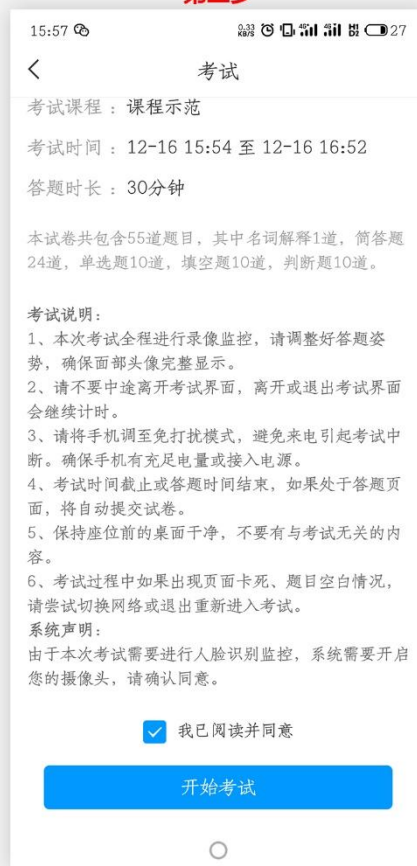 15:57
0.33 KB/S 4G 4G H1 D2 27
考试
考试课程：课程示范
考试时间：12-16 15:54 至 12-16 16:52
答题时长：30分钟
本试卷共包含55道题目，其中名词解释1道，简答题
24道，单选题10道，填空题10道，判断题10道。
考试说明：
1、本次考试全程进行录像监控，请调整好答题姿
势，确保面部头像完整显示。
2、请不要中途离开考试界面，离开或退出考试界面
会继续计时。
3、请将手机调至免打扰模式，避免来电引起考试中
断。确保手机有充足电量或接入电源。
4、考试时间截止或答题时间结束，如果处于答题页
面，将自动提交试卷。
5、保持座位前的桌面干净，不要有与考试无关的内
容。
6、考试过程中如果出现页面卡死、题目空白情况，
请尝试切换网络或退出重新进入考试。
系统声明：
由于本次考试需要进行人脸识别监控，系统需要开启
您的摄像头，请确认同意。
我已阅读并同意
开始考试